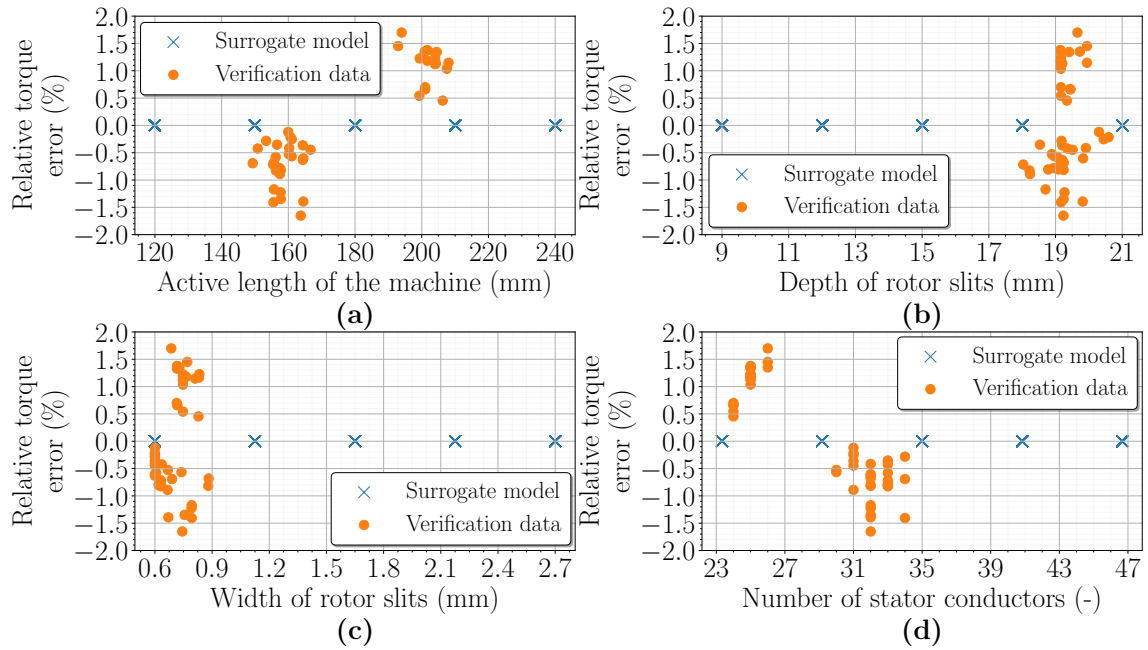 2.0
1.5
1.0
0.5
0.0
−0.5
−1.0
−1.5
−2.0
Relative torque
error (%)
Surrogate model
Verification data
120 140 160 180 200 220 240
Active length of the machine (mm)
(a)
2.0
1.5
1.0
0.5
0.0
−0.5
−1.0
−1.5
−2.0
Relative torque
error (%)
Surrogate model
Verification data
9 11 13 15 17 19 21
Depth of rotor slits (mm)
(b)
2.0
1.5
1.0
0.5
0.0
−0.5
−1.0
−1.5
−2.0
Relative torque
error (%)
Surrogate model
Verification data
0.6 0.9 1.2 1.5 1.8 2.1 2.4 2.7
Width of rotor slits (mm)
(c)
2.0
1.5
1.0
0.5
0.0
−0.5
−1.0
−1.5
−2.0
Relative torque
error (%)
Surrogate model
Verification data
23 27 31 35 39 43 47
Number of stator conductors (-)
(d)